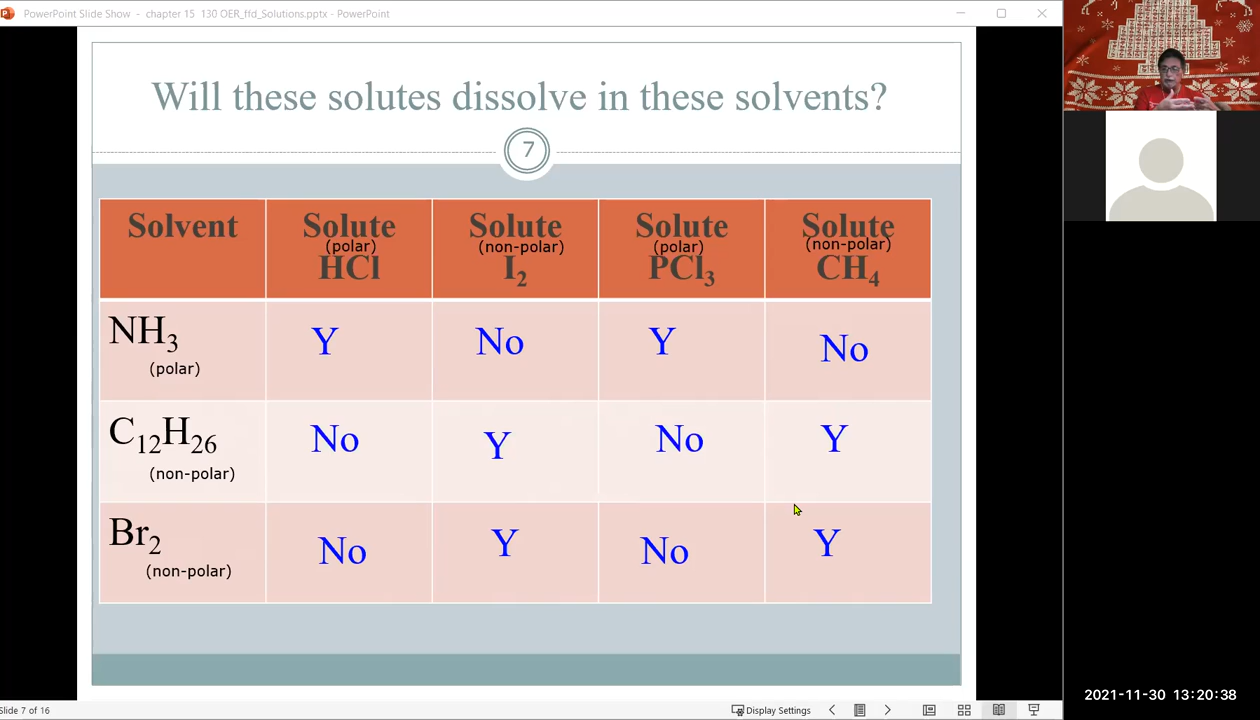 PowerPoint Slide Show - chapter 15 130 OER_ffd_Solutions.pptx - PowerPoint
Will these solutes dissolve in these solvents?
7
Solvent
Solute
(polar)
HCl
Solute
(non-polar)
I₂
Solute
(polar)
PCl₃
Solute
(non-polar)
CH₄
NH₃
(polar)
Y
No
Y
No
C₁₂H₂₆
(non-polar)
No
Y
No
Y
Br₂
(non-polar)
No
Y
No
Y
2021-11-30 13:20:38
Slide 7 of 16
Display Settings